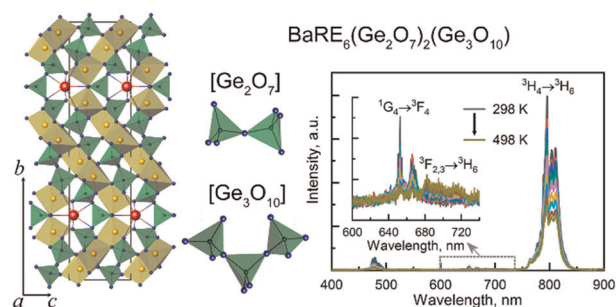 BaRE₆(Ge₂O₇)₂(Ge₃O₁₀)
[Ge₂O₇]
[Ge₃O₁₀]
b
a
c
Intensity, a.u.
¹G₄→³F₄
³F₂,₃→³H₆
³H₄→³H₆
298 K
498 K
600 640 680 720
Wavelength, nm
400 500 600 700 800 900
Wavelength, nm